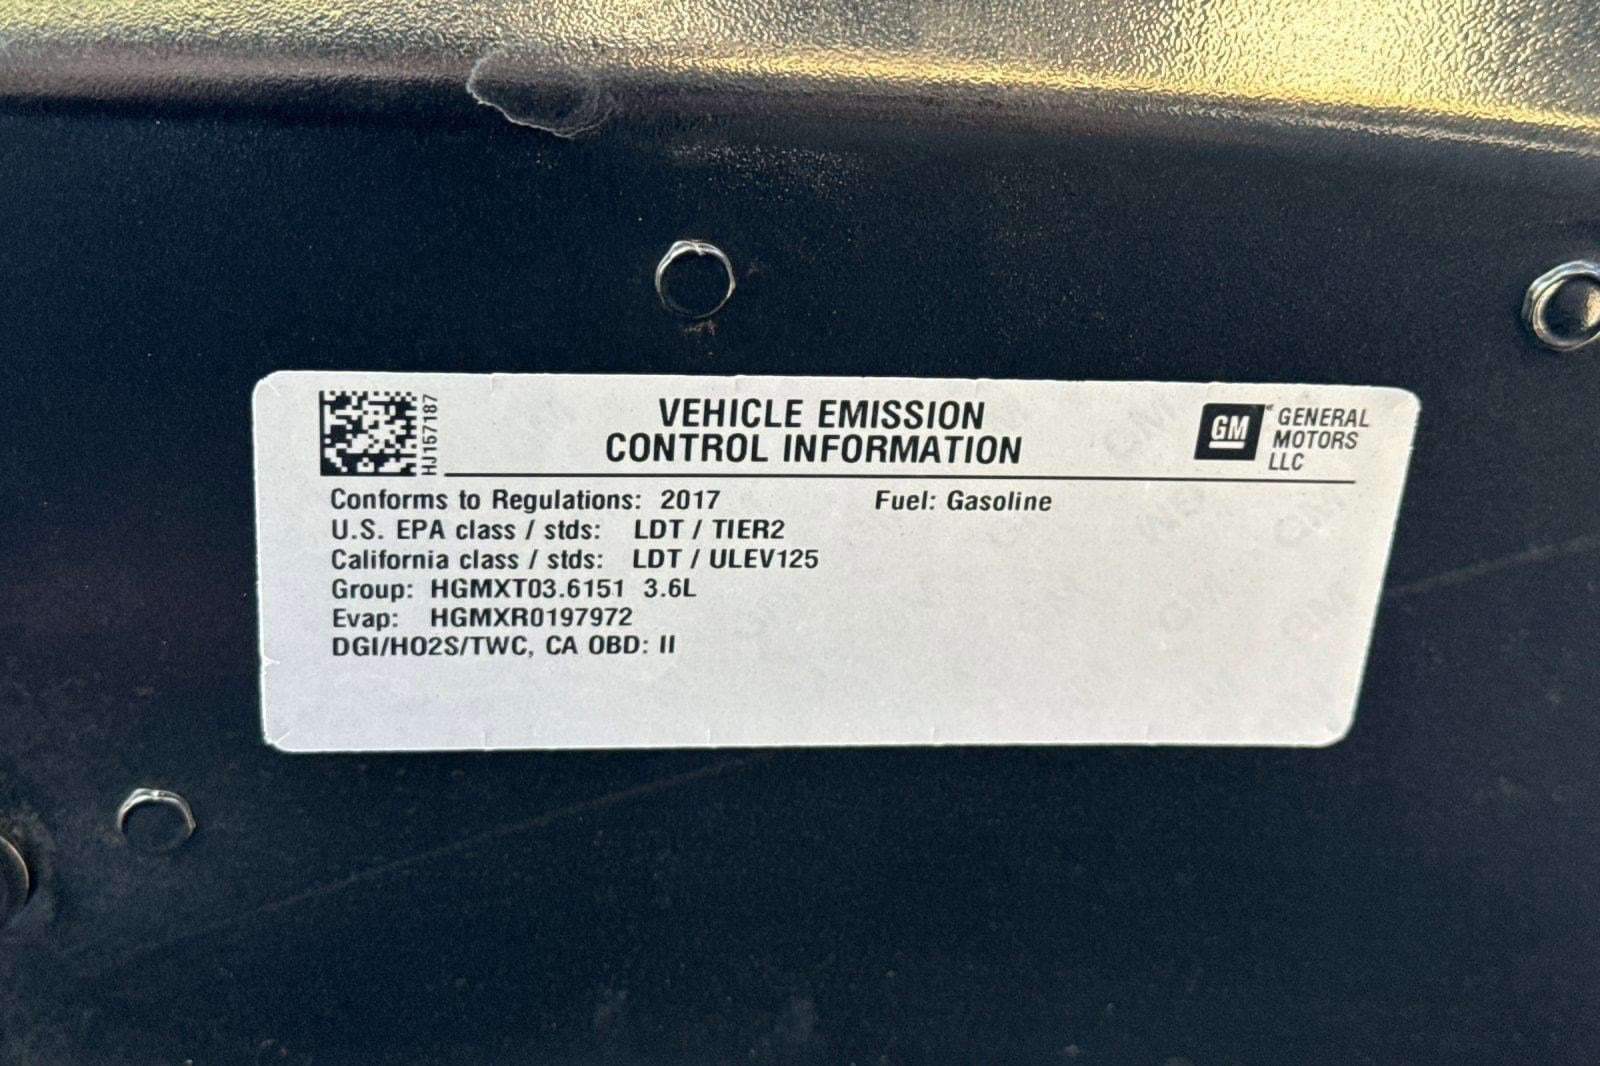 HJ157187
VEHICLE EMISSION
CONTROL INFORMATION
GM
GENERAL
MOTORS
LLC
Conforms to Regulations: 2017 Fuel: Gasoline
U.S. EPA class / stds: LDT / TIER2
California class / stds: LDT / ULEV125
Group: HGMXT03.6151 3.6L
Evap: HGMXR0197972
DGI/HO2S/TWC, CA OBD: II